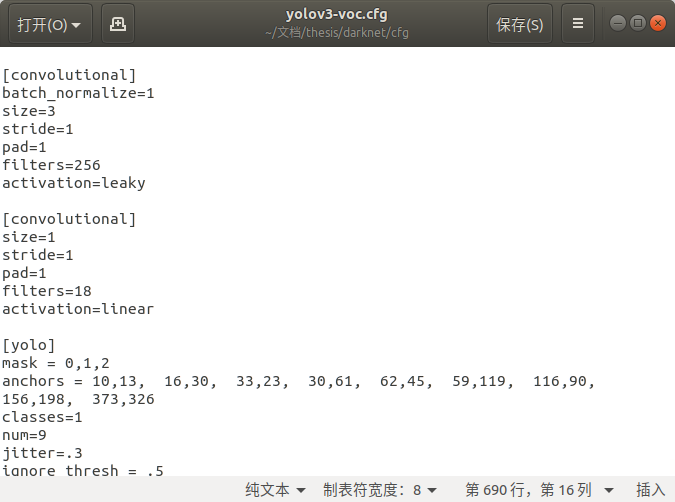 打开(O)
yolov3-voc.cfg
~/文档/thesis/darknet/cfg
保存(S)
[convolutional]
batch_normalize=1
size=3
stride=1
pad=1
filters=256
activation=leaky
[convolutional]
size=1
stride=1
pad=1
filters=18
activation=linear
[yolo]
mask = 0,1,2
anchors = 10,13,  16,30,  33,23,  30,61,  62,45,  59,119,  116,90,
156,198,  373,326
classes=1
num=9
jitter=.3
ignore_thresh = .5
纯文本 制表符宽度：8 第 690 行，第 16 列 插入